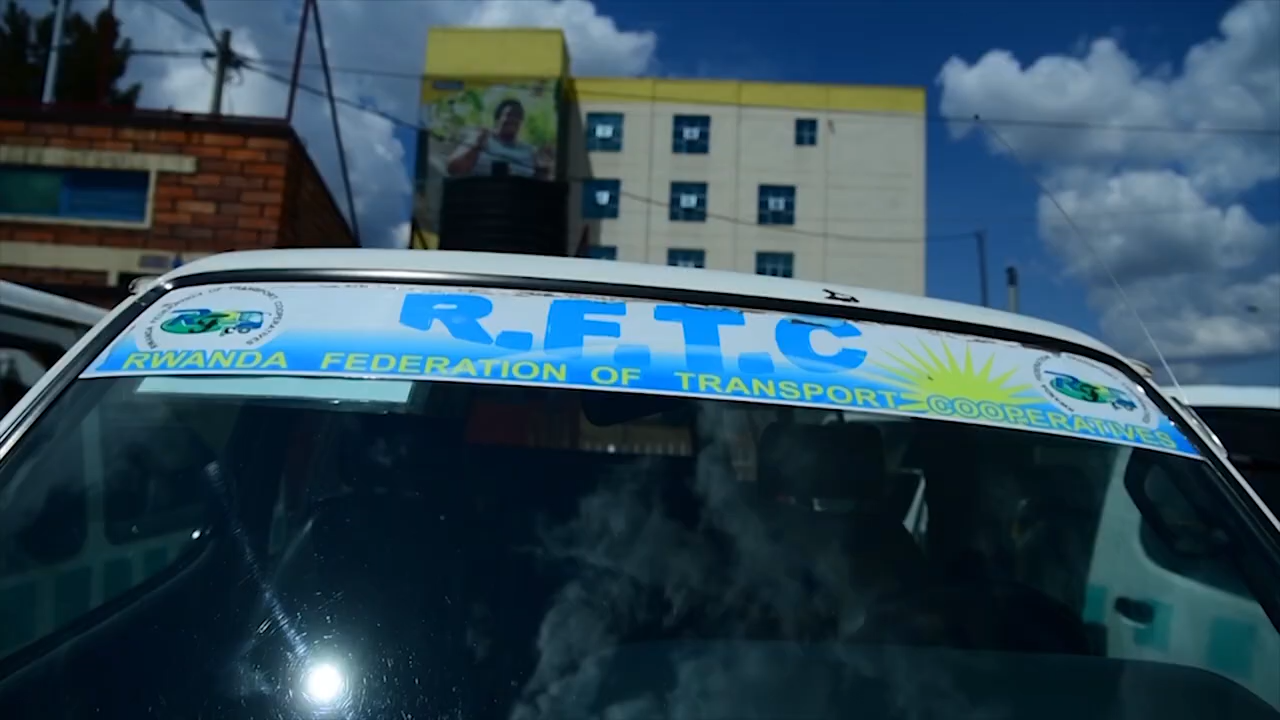 R.F.T.C
RWANDA FEDERATION OF TRANSPORT COOPERATIVES